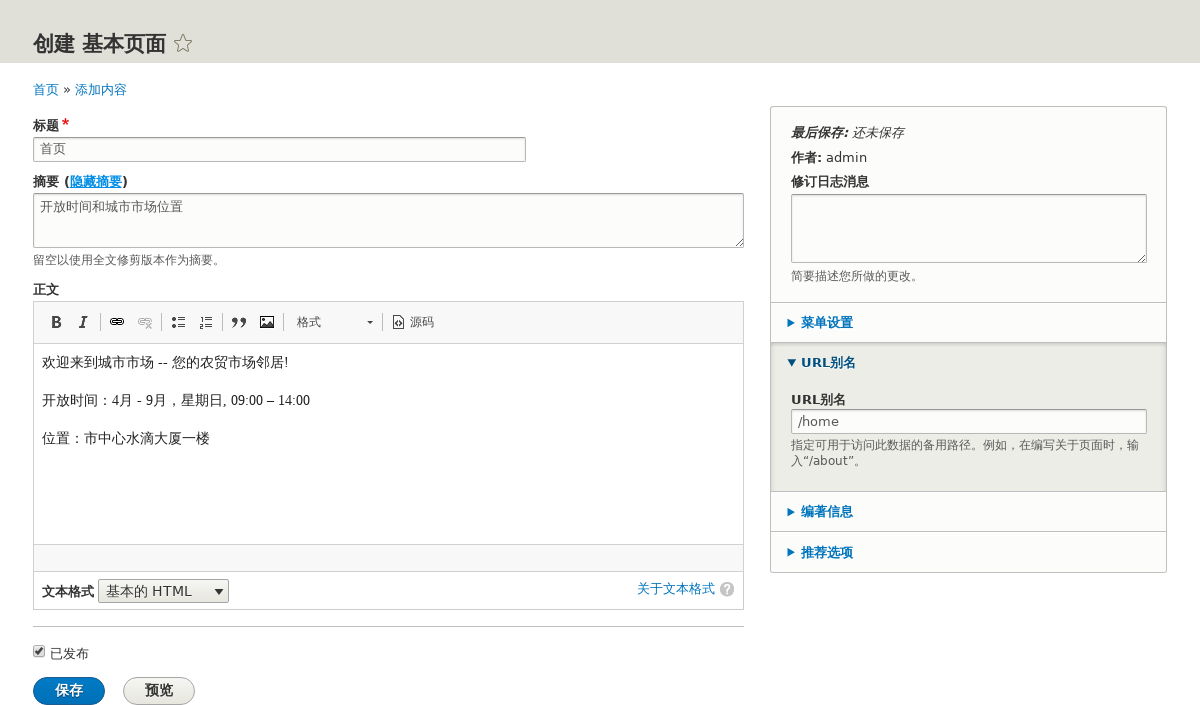 创建 基本页面
首页 » 添加内容
标题*
首页
摘要 (隐藏摘要)
开放时间和城市市场位置
留空以使用全文修剪版本作为摘要。
正文
B I 格式 源码
欢迎来到城市市场 -- 您的农贸市场邻居!
开放时间：4月 - 9月，星期日, 09:00 – 14:00
位置：市中心水滴大厦一楼
文本格式 基本的 HTML 关于文本格式 ?
已发布
保存 预览
最后保存: 还未保存
作者: admin
修订日志消息
简要描述您所做的更改。
菜单设置
URL别名
URL别名
/home
指定可用于访问此数据的备用路径。例如，在编写关于页面时，输
入“/about”。
编著信息
推荐选项